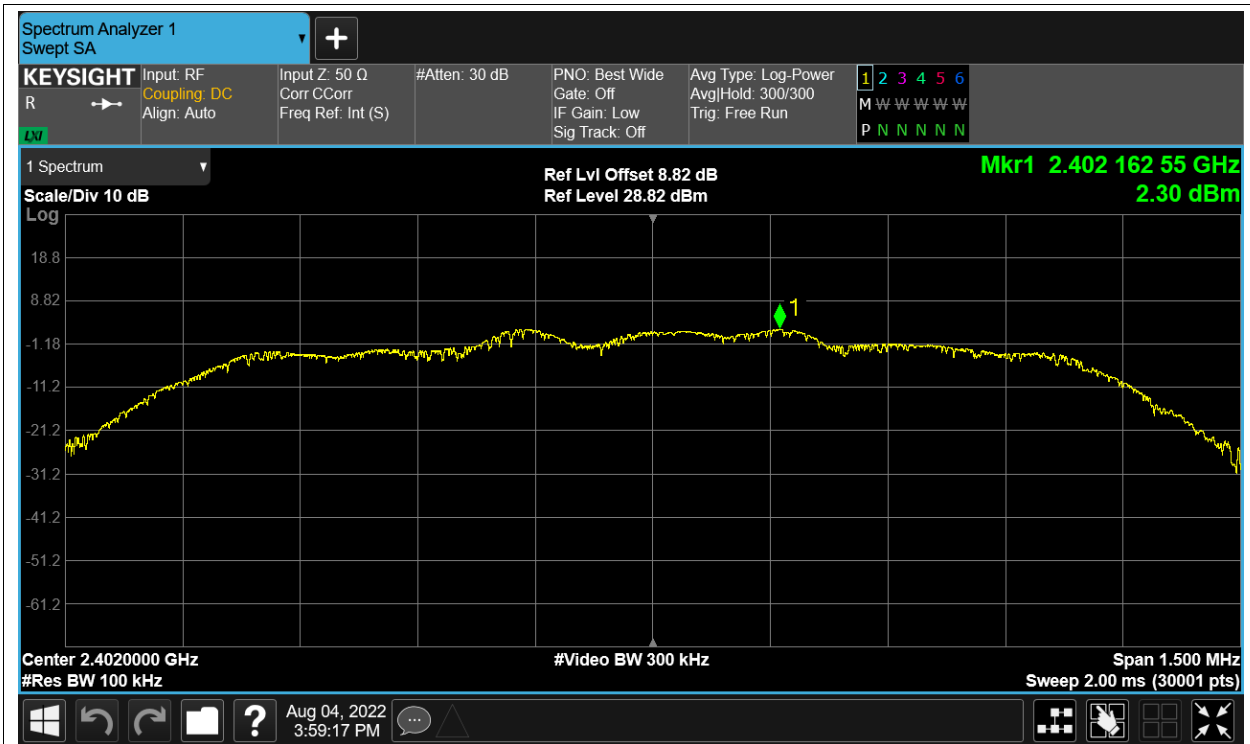 Spectrum Analyzer 1
Swept SA
KEYSIGHT
R
LXI
Input: RF
Coupling: DC
Align: Auto
Input Z: 50 Ω
Corr CCorr
Freq Ref: Int (S)
#Atten: 30 dB
PNO: Best Wide
Gate: Off
IF Gain: Low
Sig Track: Off
Avg Type: Log-Power
Avg|Hold: 300/300
Trig: Free Run
1 2 3 4 5 6
M W W W W W W
P N N N N N
1 Spectrum
Scale/Div 10 dB
Log
Ref Lvl Offset 8.82 dB
Ref Level 28.82 dBm
Mkr1 2.402 162 55 GHz
2.30 dBm
18.8
8.82
1
-1.18
-11.2
-21.2
-31.2
-41.2
-51.2
-61.2
Center 2.4020000 GHz
#Video BW 300 kHz
Span 1.500 MHz
#Res BW 100 kHz
Sweep 2.00 ms (30001 pts)
?
Aug 04, 2022
3:59:17 PM